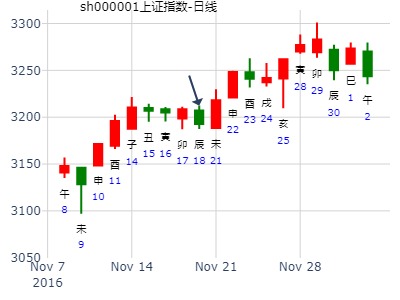 sh000001上证指数-日线
3300
3250
3200
3150
3100
3050
午
8
未
9
申
10
酉
11
子
14
丑
15
寅
16
卯
17
辰
18
未
21
申
22
酉
23
戌
24
亥
25
寅
28
卯
29
辰
30
巳
1
午
2
Nov 7
2016
Nov 14
Nov 21
Nov 28